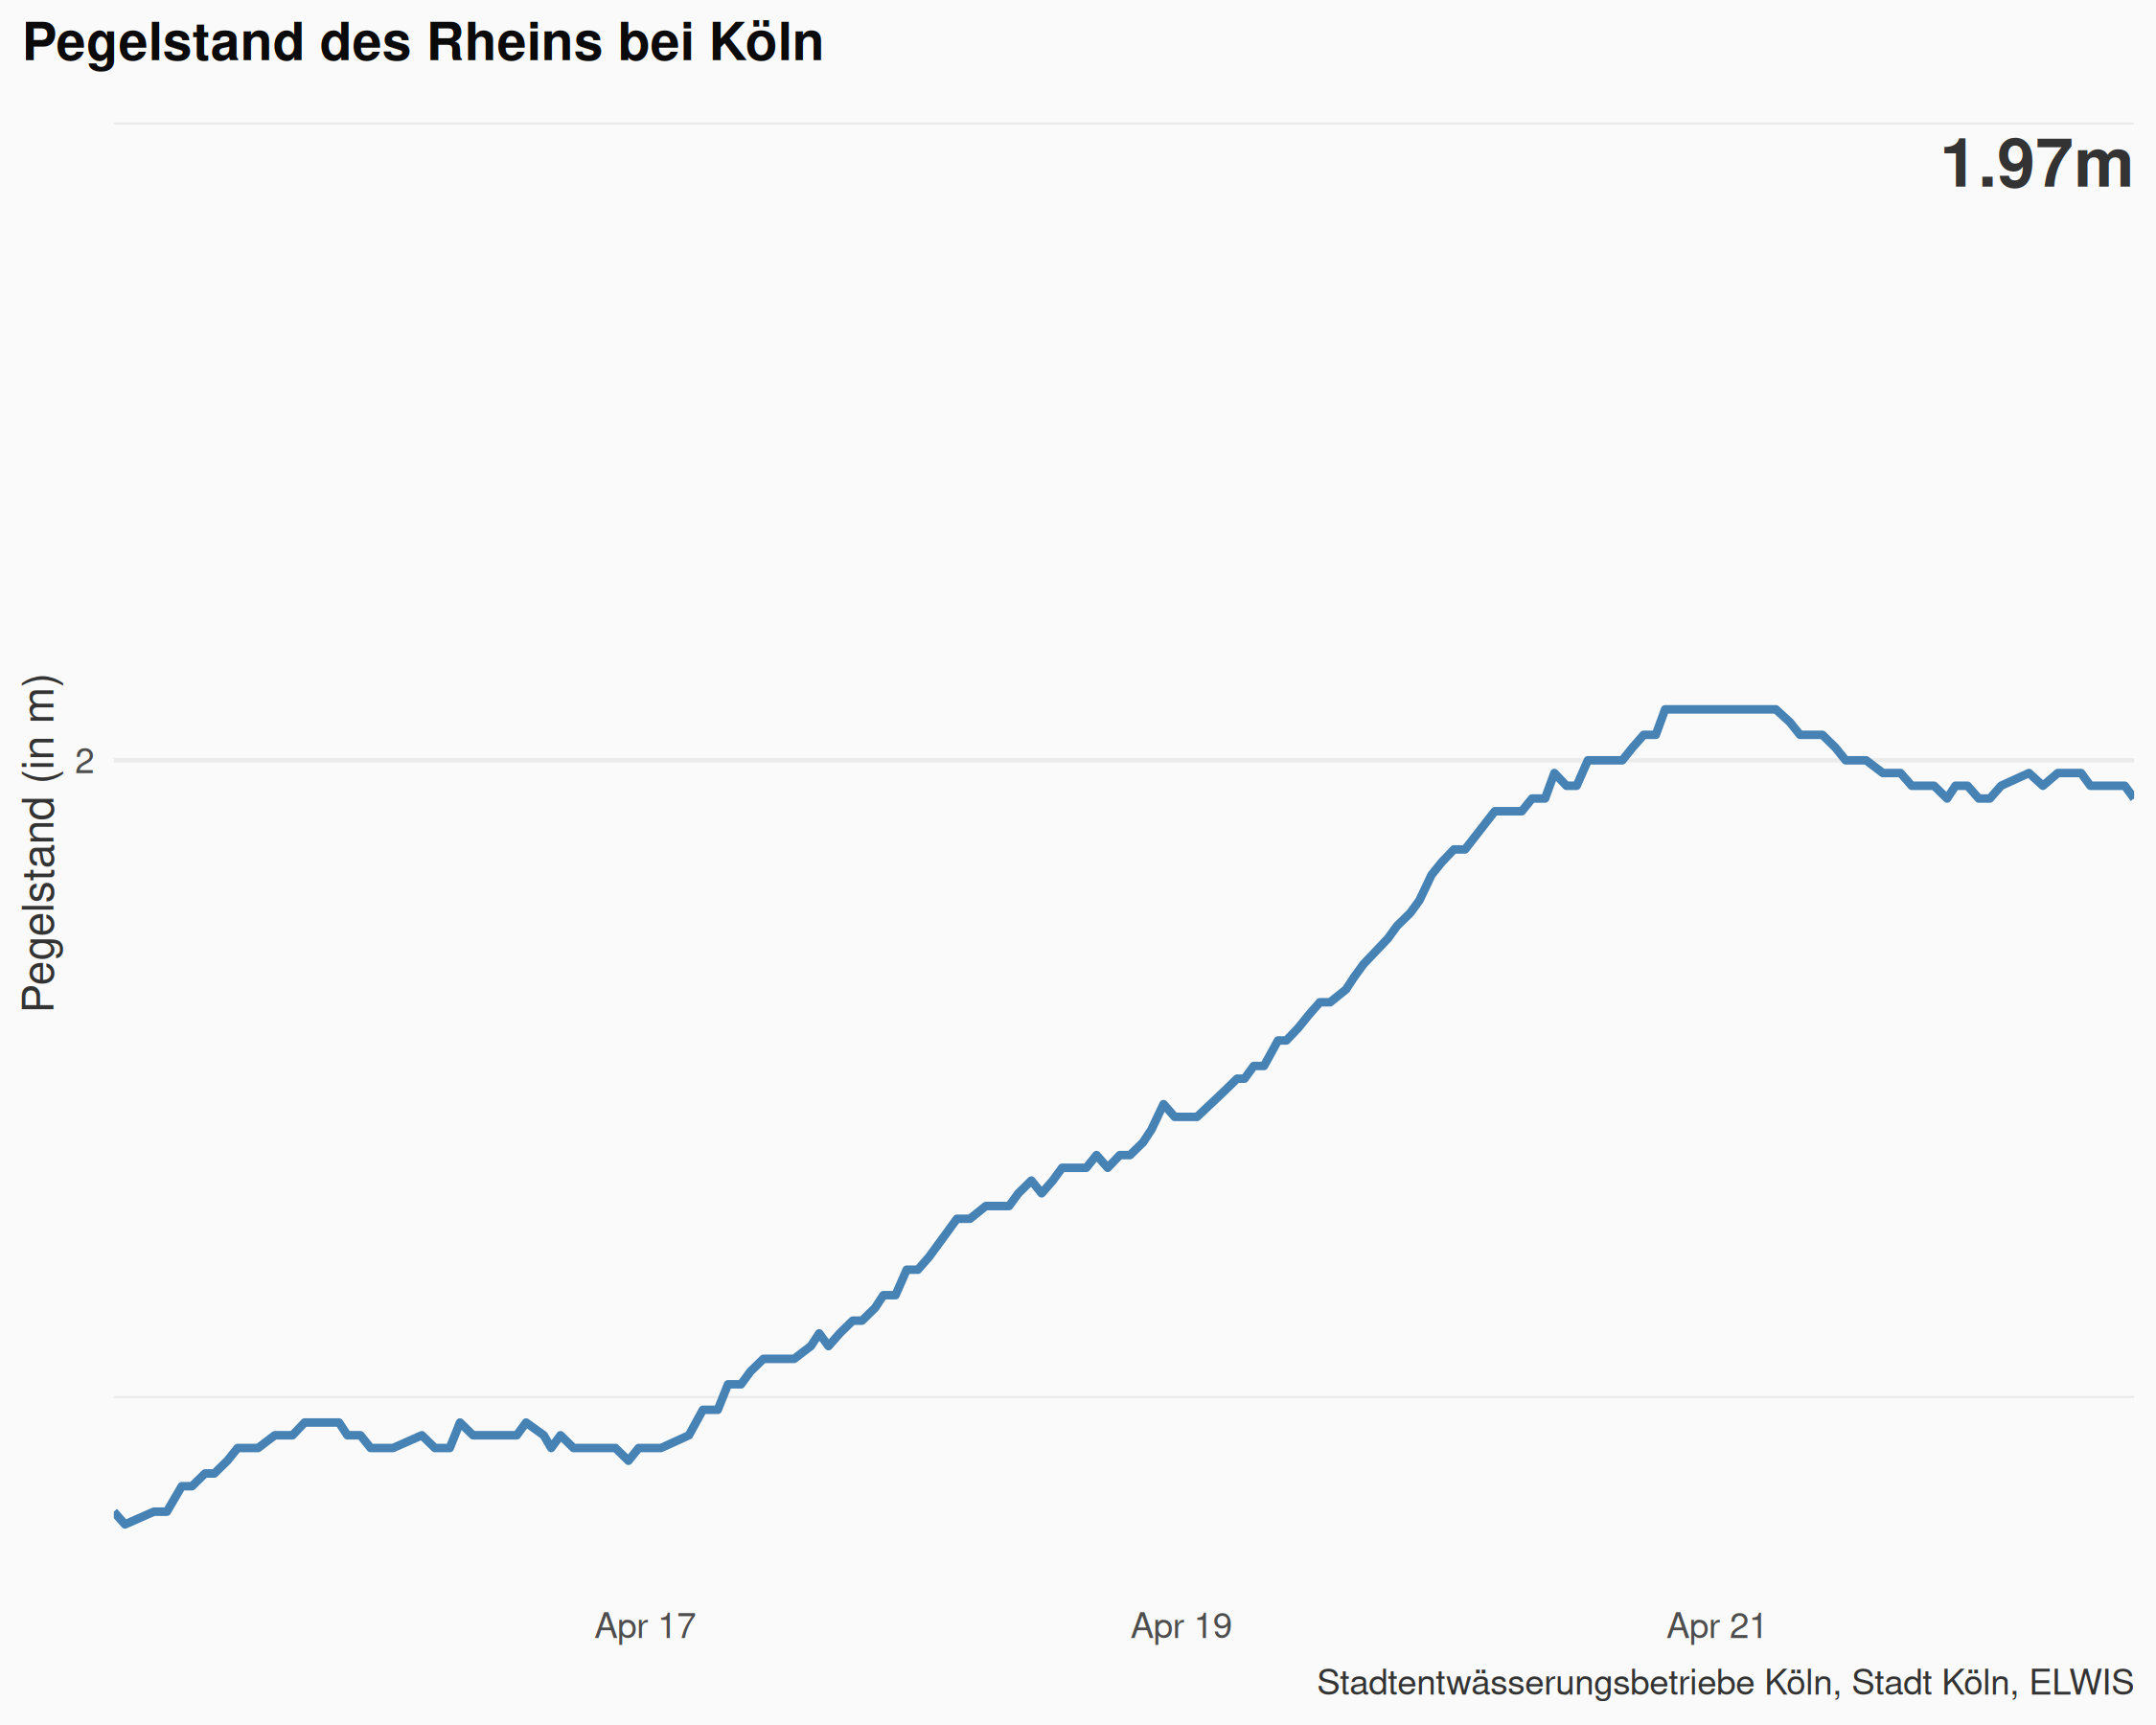 Pegelstand des Rheins bei Köln
1.97m
Pegelstand (in m)
2
Apr 17
Apr 19
Apr 21
Stadtentwässerungsbetriebe Köln, Stadt Köln, ELWIS